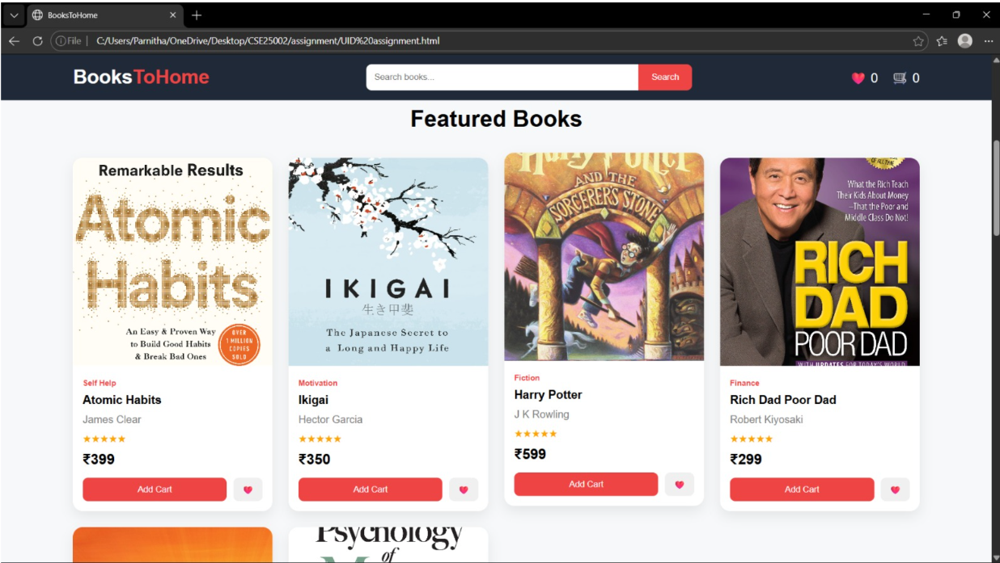 BooksToHome
File
C:/Users/Parnitha/OneDrive/Desktop/CSE25002/assignment/UID%20assignment.html
BooksToHome
Search books...
Search
0
0
Featured Books
Remarkable Results
Atomic
Habits
An Easy & Proven Way
to Build Good Habits
& Break Bad Ones
OVER
1 MILLION
COPIES
SOLD
Self Help
Atomic Habits
James Clear
★★★★★
₹399
Add Cart
IKIGAI
生き甲斐
The Japanese Secret to
a Long and Happy Life
Motivation
Ikigai
Hector Garcia
★★★★★
₹350
Add Cart
Harry Potter
AND THE
SORCERER'S STONE
Fiction
Harry Potter
J K Rowling
★★★★★
₹599
Add Cart
OF ALL TIME
What the Rich Teach
Their Kids About Money
–That the Poor and
Middle Class Do Not!
RICH
DAD
POOR DAD
WITH UPDATES FOR TODAY'S WORLD
Finance
Rich Dad Poor Dad
Robert Kiyosaki
★★★★★
₹299
Add Cart
Psychology
of